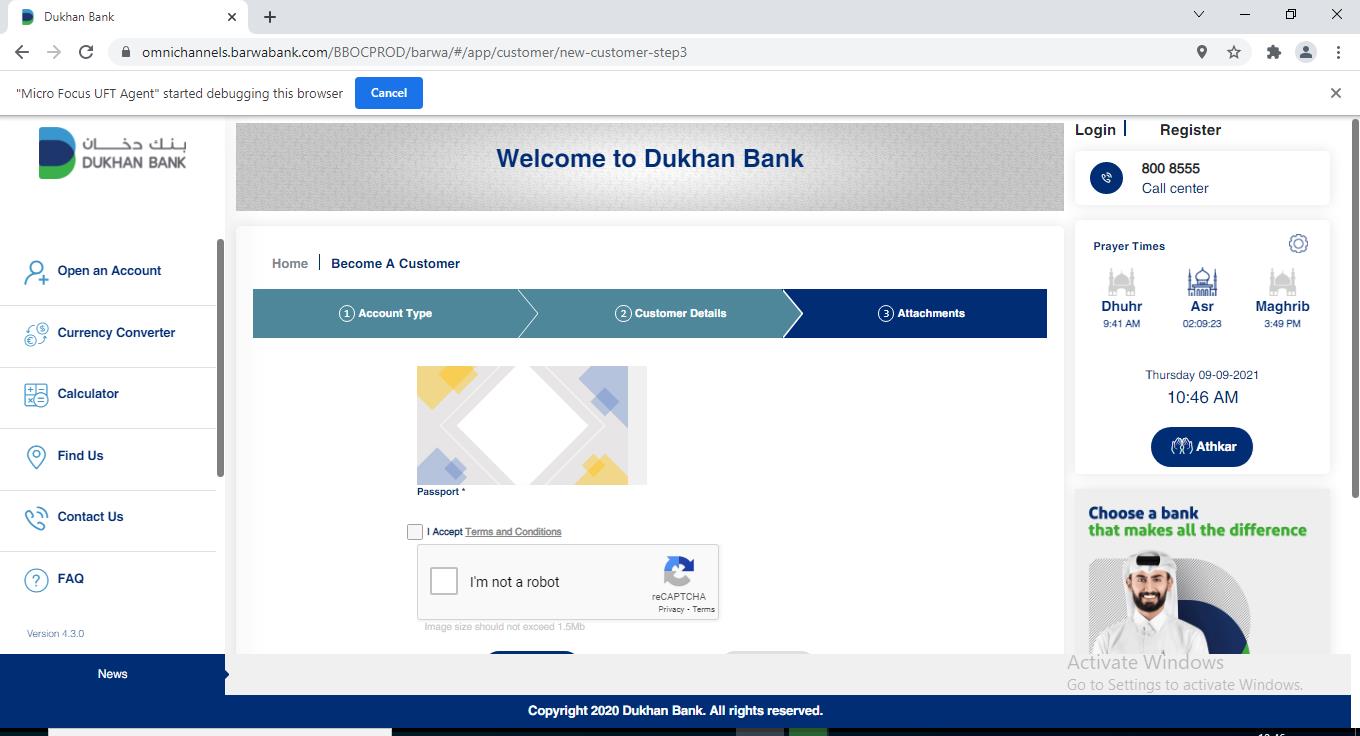 Dukhan Bank
omnichannels.barwabank.com/BBOCPROD/barwa/#/app/customer/new-customer-step3
"Micro Focus UFT Agent" started debugging this browser
Cancel
بنك دخان
DUKHAN BANK
Welcome to Dukhan Bank
Login
Register
800 8555
Call center
Open an Account
Currency Converter
Calculator
Find Us
Contact Us
FAQ
Version 4.3.0
News
Home
Become A Customer
1 Account Type
2 Customer Details
3 Attachments
Passport *
I Accept Terms and Conditions
I'm not a robot
reCAPTCHA
Privacy - Terms
Image size should not exceed 1.5Mb
Prayer Times
Dhuhr Asr Maghrib
9:41 AM 02:09:23 3:49 PM
Thursday 09-09-2021
10:46 AM
Athkar
Choose a bank
that makes all the difference
Activate Windows
Go to Settings to activate Windows.
Copyright 2020 Dukhan Bank. All rights reserved.